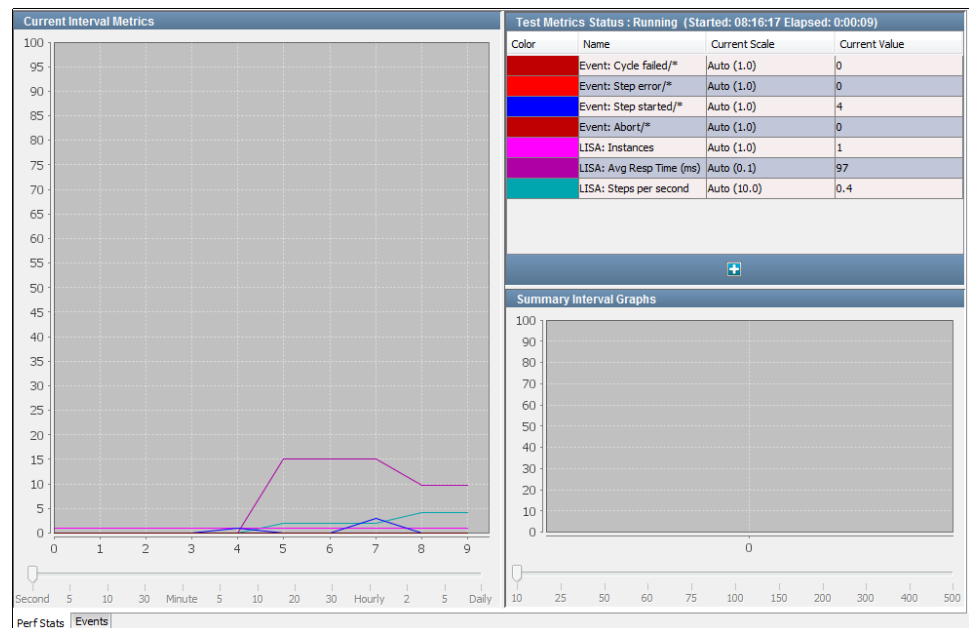 Current Interval Metrics
100
95
90
85
80
75
70
65
60
55
50
45
40
35
30
25
20
15
10
5
0
0 1 2 3 4 5 6 7 8 9
Second 5 10 30 Minute 5 10 20 30 Hourly 2 5 Daily
Test Metrics Status : Running (Started: 08:16:17 Elapsed: 0:00:09)
Color Name Current Scale Current Value
Event: Cycle failed/* Auto (1.0) 0
Event: Step error/* Auto (1.0) 0
Event: Step started/* Auto (1.0) 4
Event: Abort/* Auto (1.0) 0
LISA: Instances Auto (1.0) 1
LISA: Avg Resp Time (ms) Auto (0.1) 97
LISA: Steps per second Auto (10.0) 0.4
Summary Interval Graphs
100
90
80
70
60
50
40
30
20
10
0
0
10 25 50 60 75 100 150 200 300 400 500
Perf Stats Events